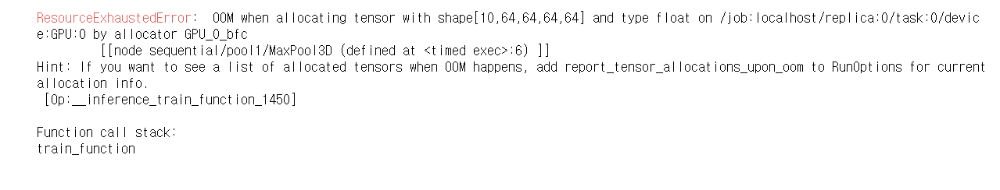 ResourceExhaustedError:  OOM when allocating tensor with shape[10,64,64,64,64] and type float on /job:localhost/replica:0/task:0/devic
e:GPU:0 by allocator GPU_0_bfc
	 [[node sequential/pool1/MaxPool3D (defined at <timed exec>:6) ]]
Hint: If you want to see a list of allocated tensors when OOM happens, add report_tensor_allocations_upon_oom to RunOptions for current
allocation info.
 [Op:__inference_train_function_1450]

Function call stack:
train_function